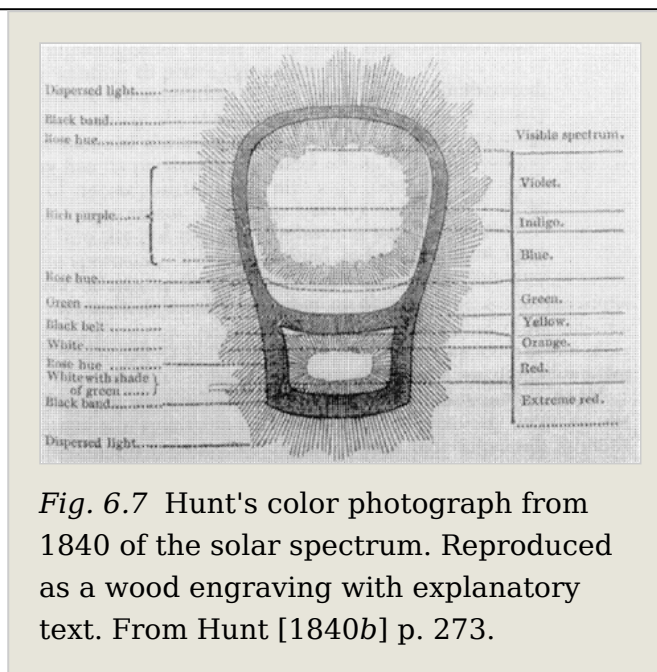 Dispersed light......
Black band............
Rose hue..............
Rich purple......
Rose hue..............
Green ..................
Black belt ............
White..................
Rose hue ............
White with shade
of green ......
Black band............
Dispersed light......
Visible spectrum.
Violet.
Indigo.
Blue.
Green.
Yellow.
Orange.
Red.
Extreme red.
Fig. 6.7 Hunt's color photograph from
1840 of the solar spectrum. Reproduced
as a wood engraving with explanatory
text. From Hunt [1840b] p. 273.